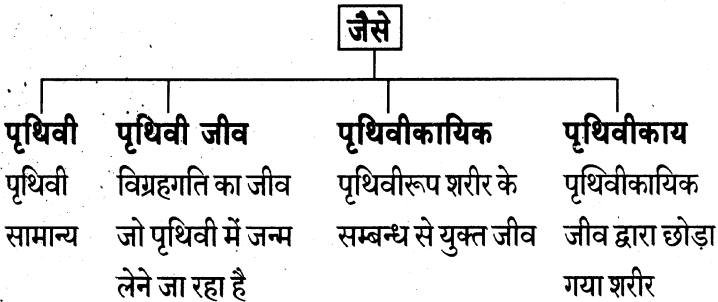 जैसे
पृथिवी पृथिवी जीव पृथिवीकायिक पृथिवीकाय
पृथिवी विग्रहगति का जीव पृथिवीरूप शरीर के पृथिवीकायिक
सामान्य जो पृथिवी में जन्म सम्बन्ध से युक्त जीव जीव द्वारा छोड़ा
लेने जा रहा है गया शरीर